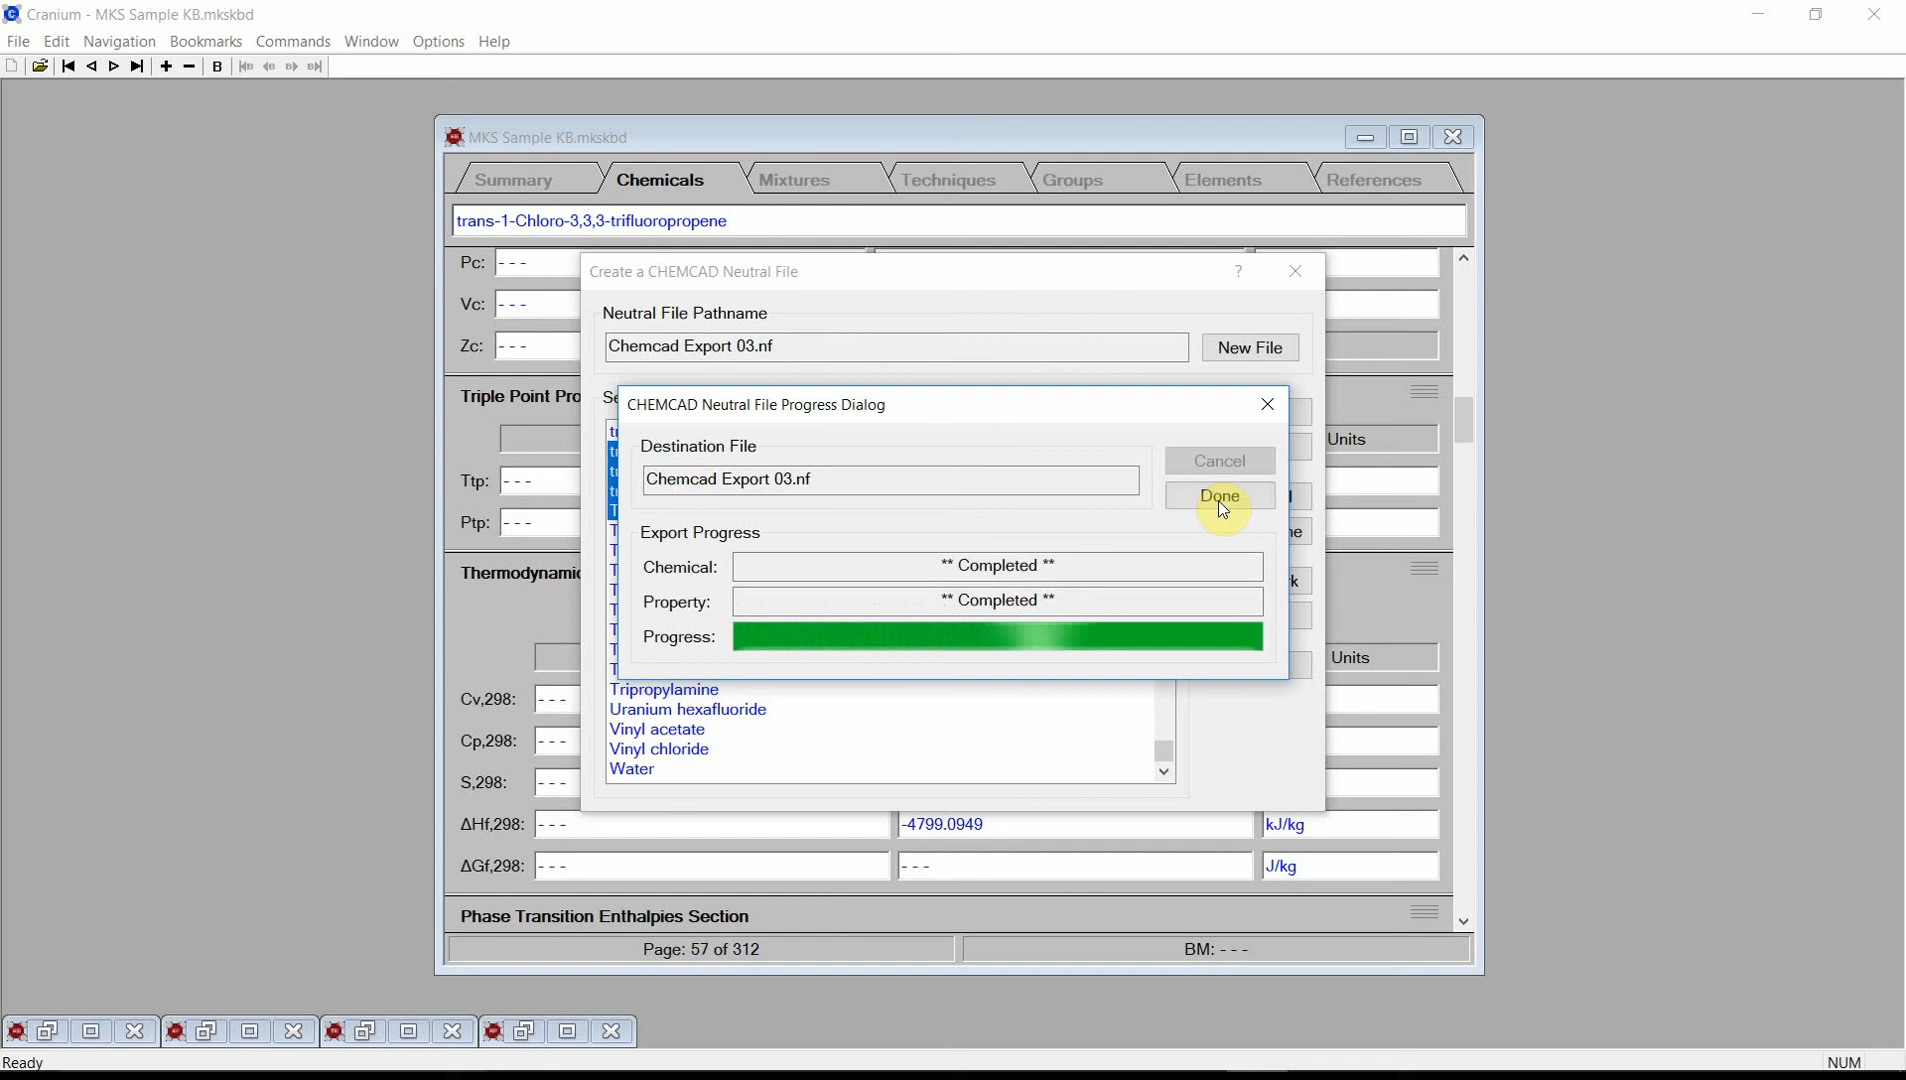 Cranium - MKS Sample KB.mkskbd
File Edit Navigation Bookmarks Commands Window Options Help
B
MKS Sample KB.mkskbd
Summary Chemicals Mixtures Techniques Groups Elements References
trans-1-Chloro-3,3,3-trifluoropropene
Pc: - - -
Vc: - - -
Zc: - - -
Create a CHEMCAD Neutral File ?
Neutral File Pathname
Chemcad Export 03.nf New File
Triple Point Pro
Units
Ttp: - - -
Ptp: - - -
CHEMCAD Neutral File Progress Dialog
Destination File
Chemcad Export 03.nf
Cancel
Done
Export Progress
Chemical: ** Completed **
Property: ** Completed **
Progress:
Tripropylamine
Uranium hexafluoride
Vinyl acetate
Vinyl chloride
Water
Thermodynamic
Units
Cv,298: - - -
Cp,298: - - -
S,298: - - -
ΔHf,298: - - - -4799.0949 kJ/kg
ΔGf,298: - - - - - - J/kg
Phase Transition Enthalpies Section
Page: 57 of 312 BM: - - -
Ready NUM